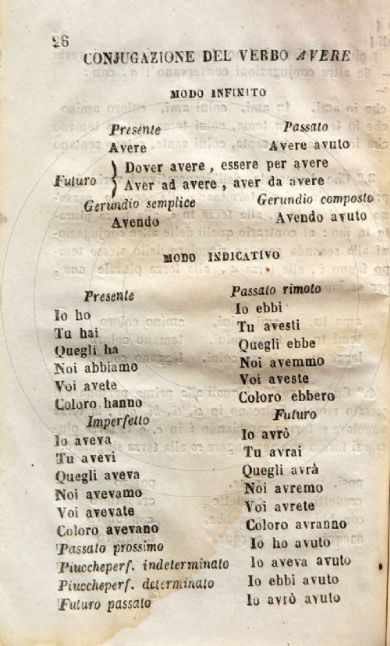 26
CONJUGAZIONE DEL VERBO AVERE
MODO INFINITO
Presente Passato
Avere Avere avuto
Futuro } Dover avere , essere per avere
Aver ad avere , aver da avere
Gerundio semplice Gerundio composto
Avendo Avendo avuto
MODO INDICATIVO
Presente
Io ho
Tu hai
Quegli ha
Noi abbiamo
Voi avete
Coloro hanno
Imperfetto
Io aveva
Tu avevi
Quegli aveva
Noi avevamo
Voi avevate
Coloro avevano
Passato rimoto
Io ebbi
Tu avesti
Quegli ebbe
Noi avemmo
Voi aveste
Coloro ebbero
Futuro
Io avrò
Tu avrai
Quegli avrà
Noi avremo
Voi avrete
Coloro avranno
Passato prossimo Io ho avuto
Piuccheperf. indeterminato Io aveva avuto
Piuccheperf. determinato Io ebbi avuto
Futuro passato Io avrò avuto